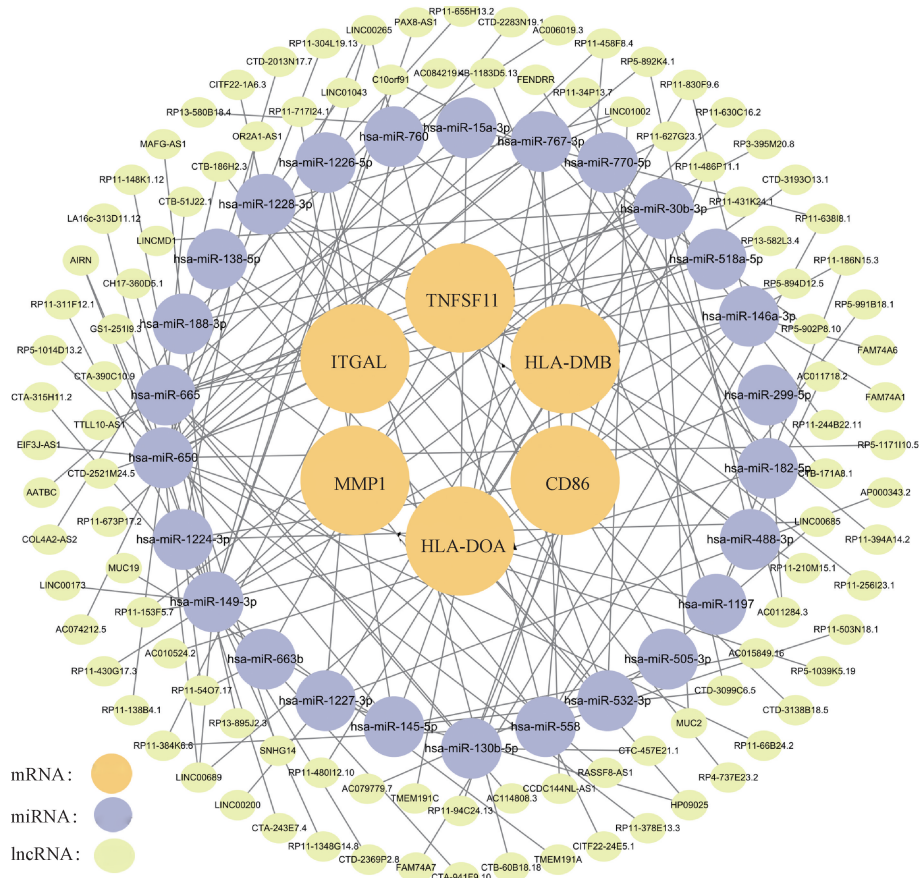 RP11-655H13.2
PAX8-AS1
CTD-2283N19.1
LINC00265
AC006019.3
RP11-304L19.13
RP11-458F8.4
CTD-2013N17.7
C10orf91
AC084219.4
4B-1183D5.13
RP5-892K4.1
CITF22-1A6.3
LINC01043
FENDRR
RP11-830F9.6
RP13-580B18.4
RP11-717I24.1
RP11-34P13.7
LINC01002
RP11-630C16.2
hsa-miR-760
hsa-miR-15a-3p
hsa-miR-767-3p
MAFG-AS1
OR2A1-AS1
RP11-627G23.1
RP3-395M20.8
hsa-miR-1226-5p
hsa-miR-770-5p
CTB-186H2.3
RP11-486P11.1
RP11-148K1.12
CTD-3193O13.1
CTB-51J22.1
hsa-miR-1228-3p
hsa-miR-30b-3p
RP11-431K24.1
LA16c-313D11.12
RP11-638I8.1
LINCMD1
RP13-582L3.4
hsa-miR-138-5p
hsa-miR-518a-5p
AIRN
RP11-186N15.3
CH17-360D5.1
RP5-894D12.5
TNFSF11
RP11-311F12.1
RP5-991B18.1
hsa-miR-188-3p
hsa-miR-146a-3p
GS1-251I9.3
RP5-902P8.10
RP5-1014D13.2
FAM74A6
ITGAL
HLA-DMB
CTA-390C10.9
AC011718.2
CTA-315H11.2
hsa-miR-665
hsa-miR-299-5p
FAM74A1
TTLL10-AS1
RP11-244B22.11
EIF3J-AS1
RP5-1171I10.5
hsa-miR-650
hsa-miR-182-5p
CTD-2521M24.5
CTB-171A8.1
MMP1
CD86
AATBC
AP000343.2
RP11-673P17.2
LINC00685
COL4A2-AS2
hsa-miR-1224-3p
hsa-miR-488-3p
RP11-394A14.2
HLA-DOA
MUC19
RP11-210M15.1
LINC00173
RP11-256I23.1
hsa-miR-149-3p
hsa-miR-1197
RP11-153F5.7
AC011284.3
AC074212.5
RP11-503N18.1
AC010524.2
hsa-miR-505-3p
AC015849.16
RP11-430G17.3
hsa-miR-663b
RP5-1039K5.19
RP11-54O7.17
hsa-miR-1227-3p
hsa-miR-532-3p
CTD-3099C6.5
RP11-138B4.1
CTD-3138B18.5
RP13-895J2.3
hsa-miR-145-5p
hsa-miR-558
MUC2
RP11-384K6.6
hsa-miR-130b-5p
RP11-66B24.2
SNHG14
CTC-457E21.1
mRNA:
LINC00689
RP11-480I12.10
RASSF8-AS1
RP4-737E23.2
AC079779.7
CCDC144NL-AS1
TMEM191C
AC114808.3
LINC00200
HP09025
RP11-94C24.13
miRNA:
CTA-243E7.4
RP11-378E13.3
RP11-1348G14.8
CITF22-24E5.1
lncRNA:
CTD-2369P2.8
TMEM191A
FAM74A7
CTB-60B18.18
CTA-941F9.10